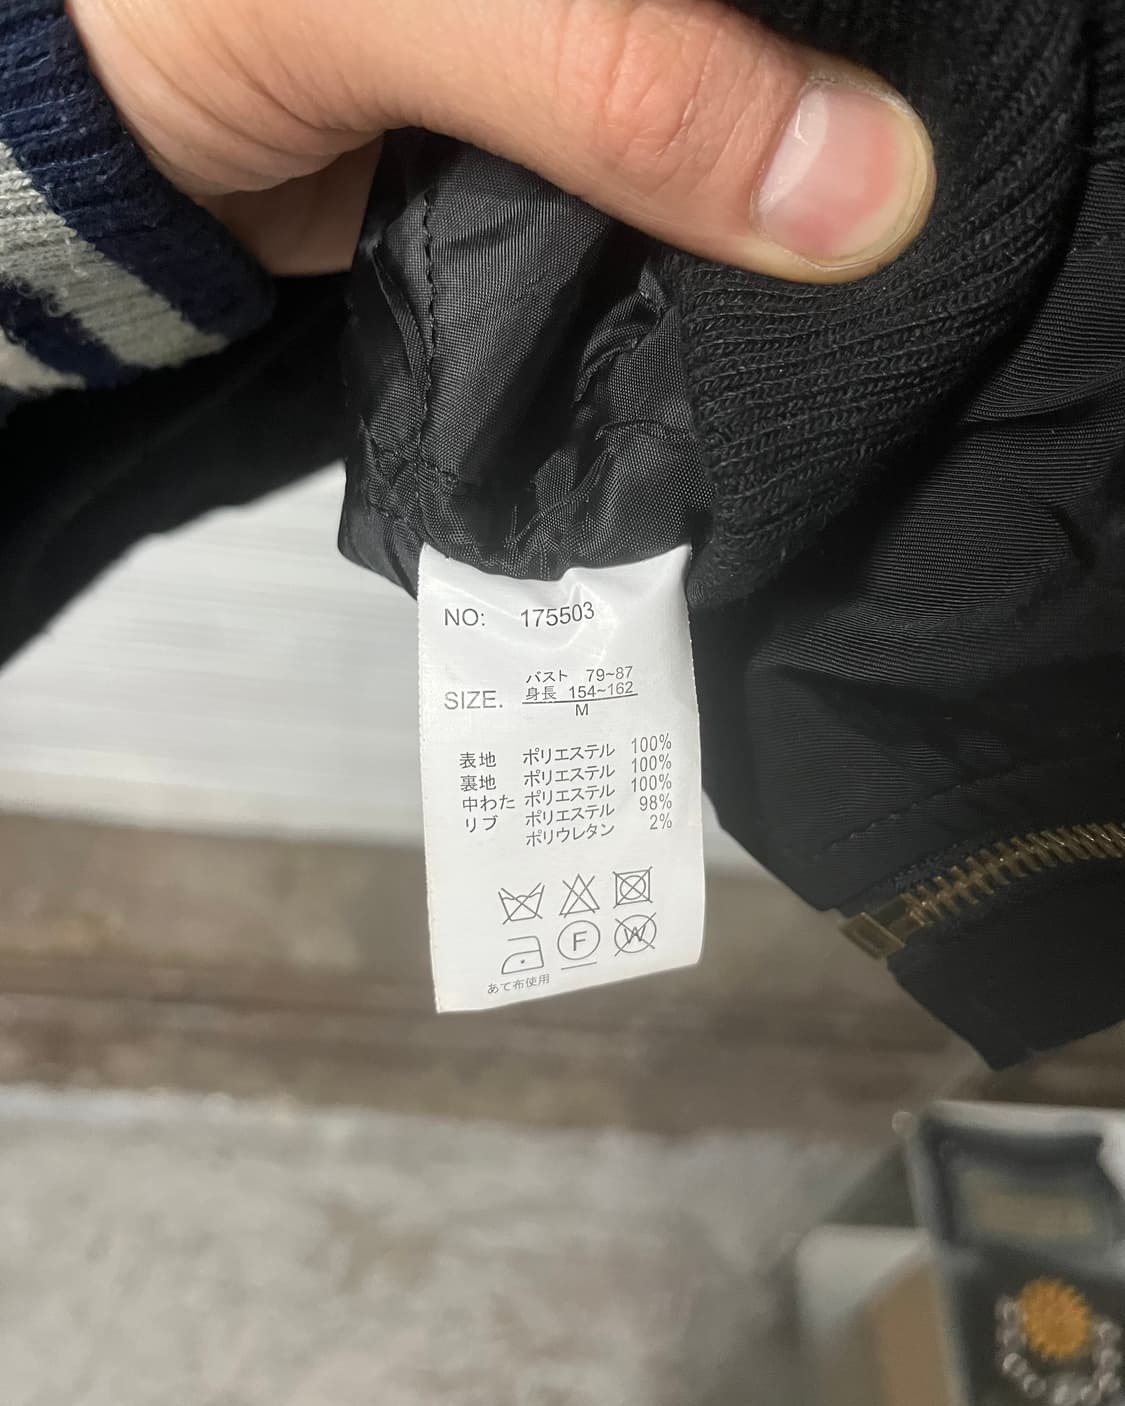 NO: 175503
バスト 79~87
SIZE. 身長 154~162
M
表地 ポリエステル 100%
裏地 ポリエステル 100%
中わた ポリエステル 100%
リブ ポリエステル 98%
ポリウレタン 2%
F W
あて布使用